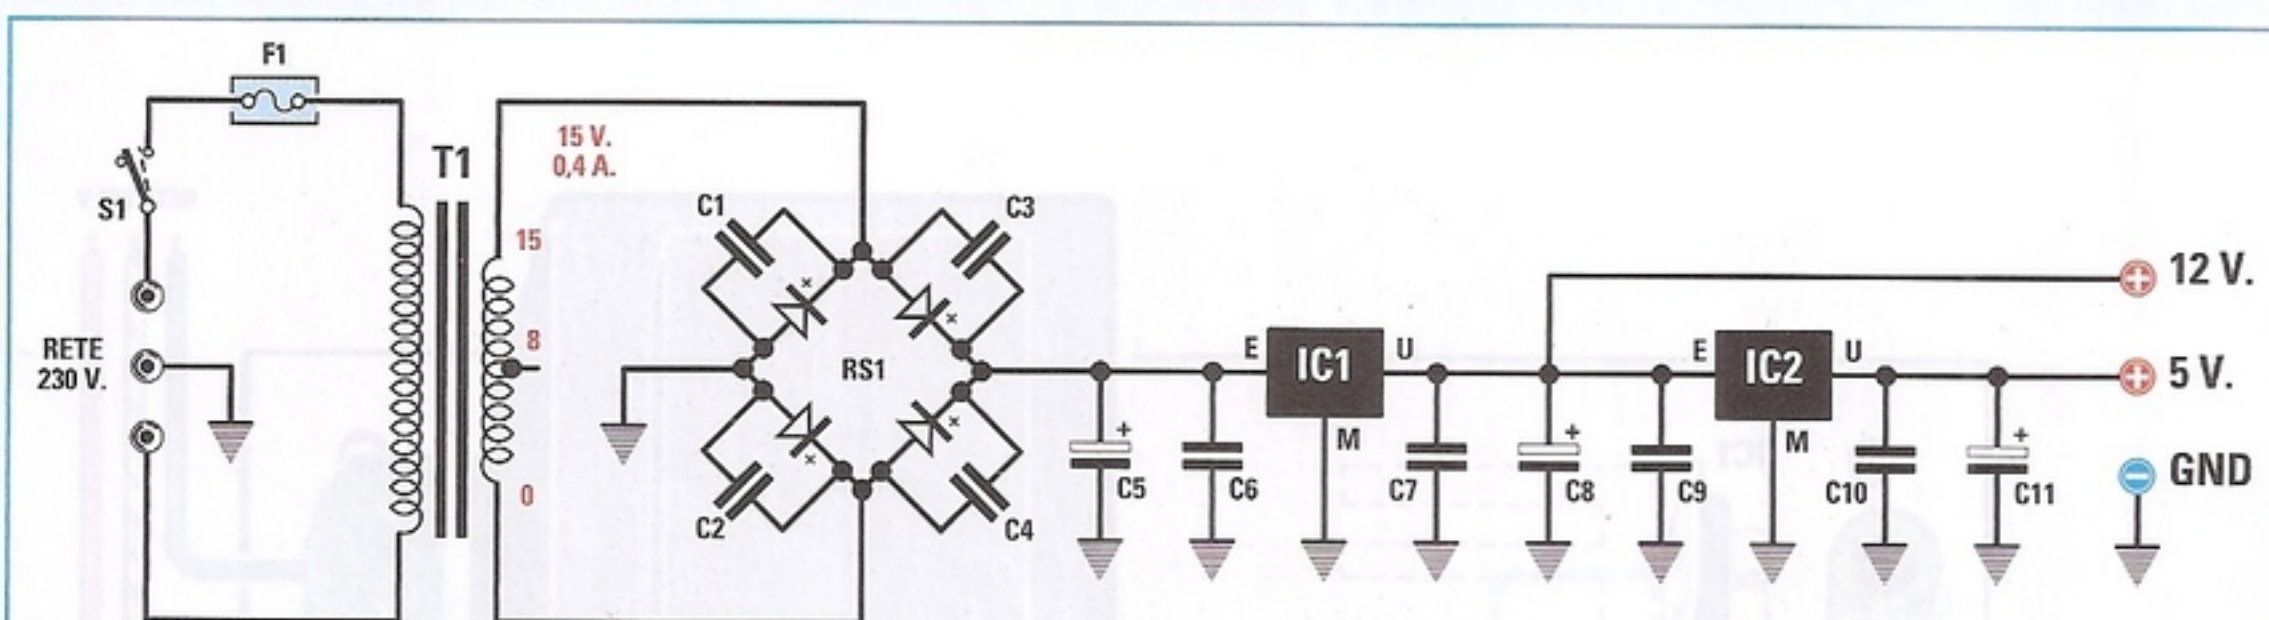 F1
S1
RETE
230 V.
T1
15 V.
0,4 A.
15
8
0
C1
C3
RS1
C2
C4
E
IC1
U
M
C5
C6
C7
C8
C9
E
IC2
U
M
C10
C11
12 V.
5 V.
GND